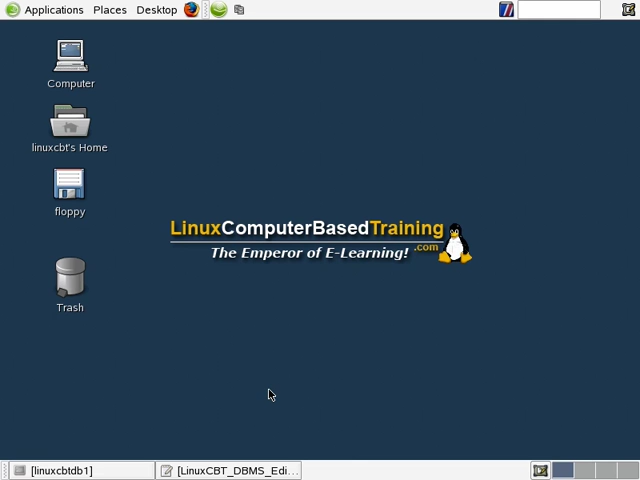 Applications Places Desktop
Computer
linuxcbt's Home
floppy
Trash
LinuxComputerBasedTraining
.com
The Emperor of E-Learning!
[linuxcbtdb1] [LinuxCBT_DBMS_Edi...